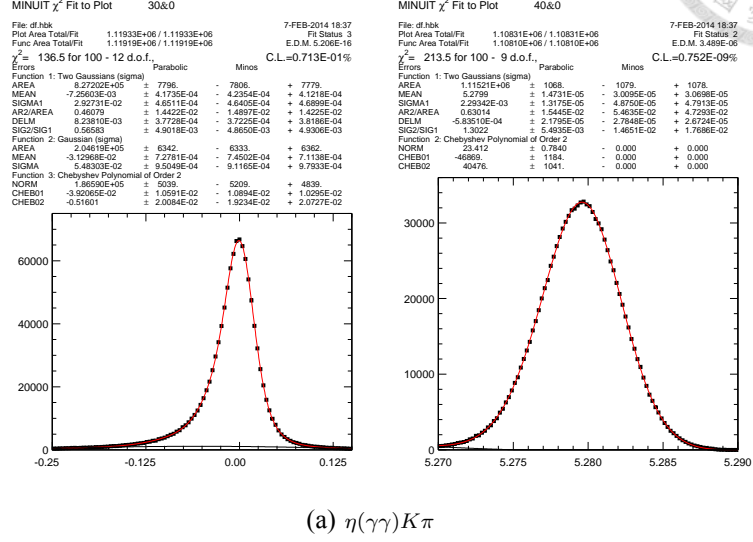 MINUIT χ² Fit to Plot 30&0
File: df.hbk 7-FEB-2014 18:37
Plot Area Total/Fit 1.11933E+06 / 1.11933E+06 Fit Status 3
Func Area Total/Fit 1.11919E+06 / 1.11919E+06 E.D.M. 5.206E-16
χ²= 136.5 for 100 - 12 d.o.f., C.L.=0.713E-01%
Errors Parabolic Minos
Function 1: Two Gaussians (sigma)
AREA 8.27202E+05 ± 7796. - 7806. + 7779.
MEAN -7.25603E-03 ± 4.1735E-04 - 4.2354E-04 + 4.1218E-04
SIGMA1 2.92731E-02 ± 4.6511E-04 - 4.6405E-04 + 4.6899E-04
AR2/AREA 0.46079 ± 1.4422E-02 - 1.4897E-02 + 1.4225E-02
DELM 8.23810E-03 ± 3.7728E-04 - 3.7225E-04 + 3.8186E-04
SIG2/SIG1 0.56583 ± 4.9018E-03 - 4.8650E-03 + 4.9306E-03
Function 2: Gaussian (sigma)
AREA 2.04619E+05 ± 6342. - 6333. + 6362.
MEAN -3.12968E-02 ± 7.2781E-04 - 7.4502E-04 + 7.1138E-04
SIGMA 5.48303E-02 ± 9.5049E-04 - 9.1165E-04 + 9.7933E-04
Function 3: Chebyshev Polynomial of Order 2
NORM 1.86590E+05 ± 5039. - 5209. + 4839.
CHEB01 -3.92065E-02 ± 1.0591E-02 - 1.0894E-02 + 1.0295E-02
CHEB02 -0.51601 ± 2.0084E-02 - 1.9234E-02 + 2.0727E-02
60000
40000
20000
0
-0.25 -0.125 0.00 0.125
MINUIT χ² Fit to Plot 40&0
File: df.hbk 7-FEB-2014 18:37
Plot Area Total/Fit 1.10831E+06 / 1.10831E+06 Fit Status 2
Func Area Total/Fit 1.10810E+06 / 1.10810E+06 E.D.M. 3.489E-06
χ²= 213.5 for 100 - 9 d.o.f., C.L.=0.752E-09%
Errors Parabolic Minos
Function 1: Two Gaussians (sigma)
AREA 1.11521E+06 ± 1068. - 1079. + 1078.
MEAN 5.2799 ± 1.4731E-05 - 3.0095E-05 + 3.0698E-05
SIGMA1 2.29342E-03 ± 1.3175E-05 - 4.8750E-05 + 4.7913E-05
AR2/AREA 0.63014 ± 1.5445E-02 - 5.4635E-02 + 4.7293E-02
DELM -5.83510E-04 ± 2.1795E-05 - 2.7848E-05 + 2.6724E-05
SIG2/SIG1 1.3022 ± 5.4935E-03 - 1.4651E-02 + 1.7686E-02
Function 2: Chebyshev Polynomial of Order 2
NORM 23.412 ± 0.7840 - 0.000 + 0.000
CHEB01 -46869. ± 1184. - 0.000 + 0.000
CHEB02 40476. ± 1041. - 0.000 + 0.000
30000
20000
10000
0
5.270 5.275 5.280 5.285 5.290
(a) η(γγ)Kπ